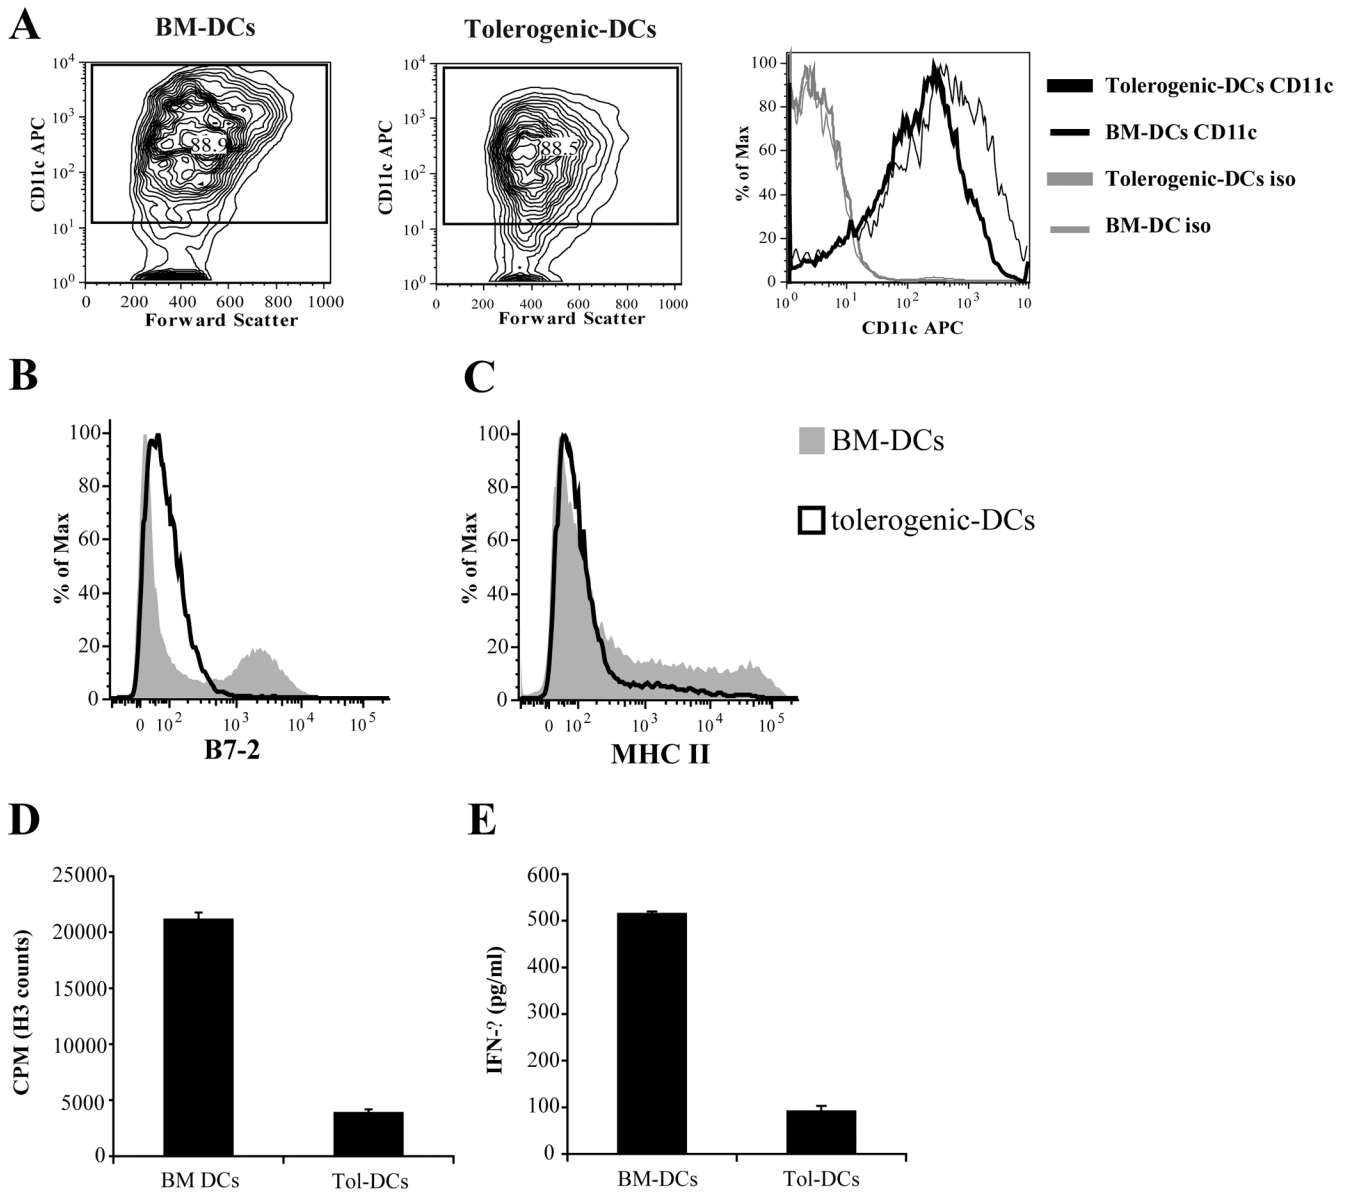 A
BM-DCs
Tolerogenic-DCs
10^4
10^3
10^2
10^1
10^0
CD11c APC
88.9
0 200 400 600 800 1000
Forward Scatter
10^4
10^3
10^2
10^1
10^0
CD11c APC
88.5
0 200 400 600 800 1000
Forward Scatter
100
80
60
40
20
0
% of Max
10^0 10^1 10^2 10^3 10
CD11c APC
Tolerogenic-DCs CD11c
BM-DCs CD11c
Tolerogenic-DCs iso
BM-DC iso
B
100
80
60
40
20
0
% of Max
0 10^2 10^3 10^4 10^5
B7-2
C
100
80
60
40
20
0
% of Max
0 10^2 10^3 10^4 10^5
MHC II
BM-DCs
tolerogenic-DCs
D
25000
20000
15000
10000
5000
0
CPM (H3 counts)
BM DCs Tol-DCs
E
600
500
400
300
200
100
0
IFN-? (pg/ml)
BM-DCs Tol-DCs